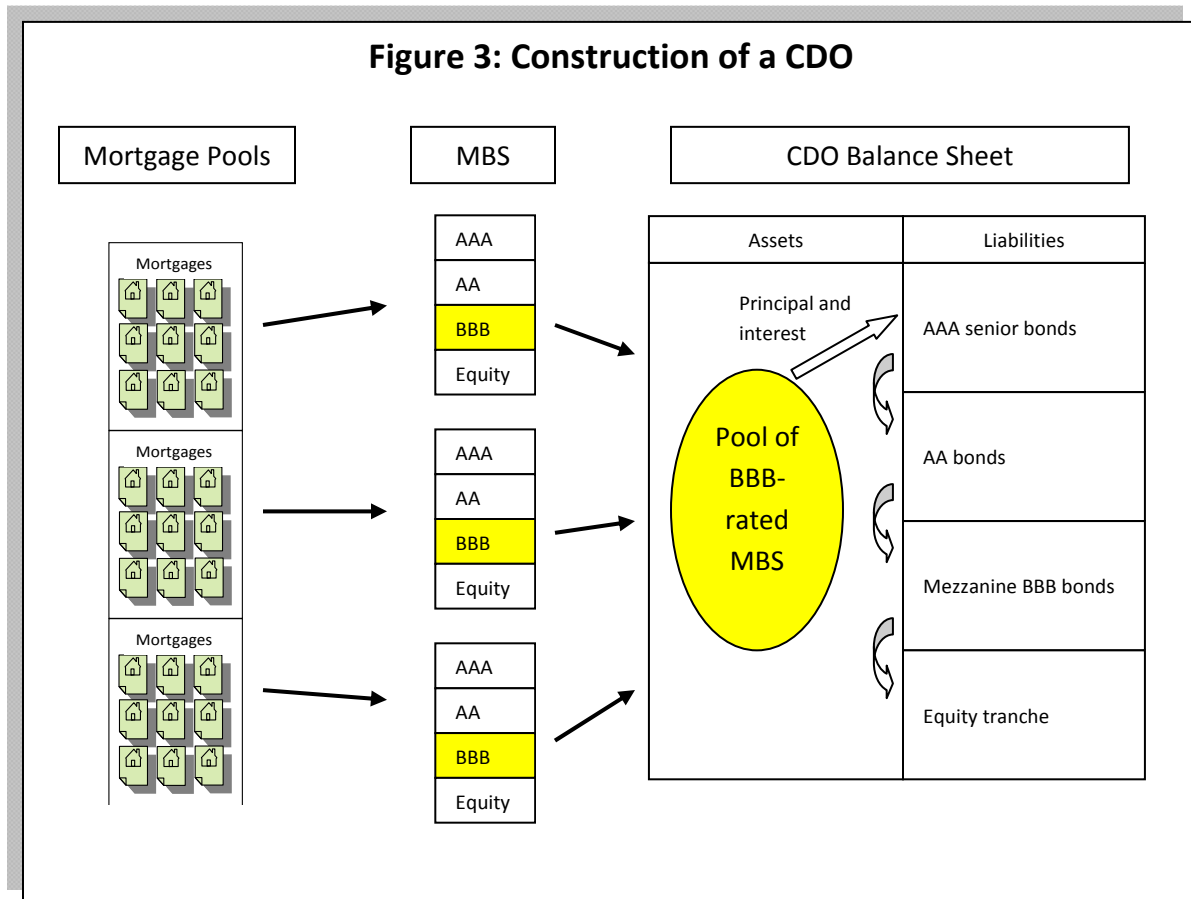 Figure 3: Construction of a CDO
Mortgage Pools
MBS
CDO Balance Sheet
Mortgages
Mortgages
Mortgages
AAA
AA
BBB
Equity
AAA
AA
BBB
Equity
AAA
AA
BBB
Equity
Assets
Liabilities
Principal and
interest
Pool of
BBB-
rated
MBS
AAA senior bonds
AA bonds
Mezzanine BBB bonds
Equity tranche